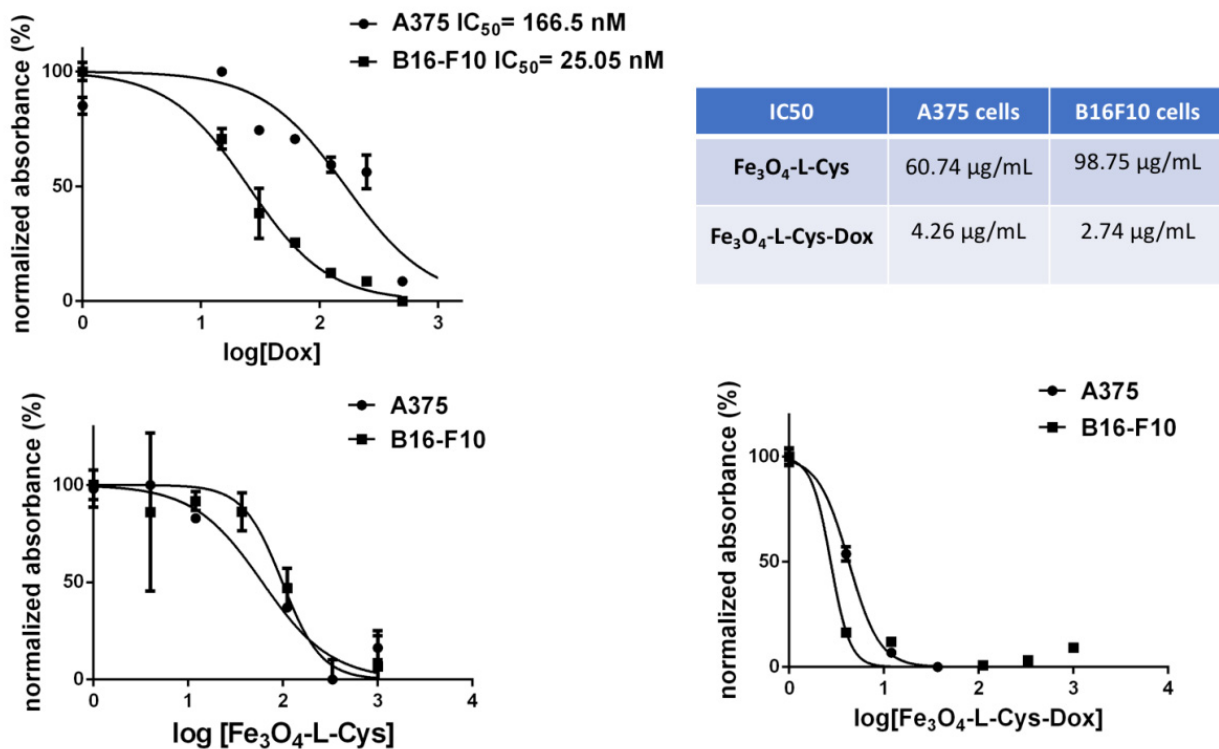 A375 IC₅₀= 166.5 nM
B16-F10 IC₅₀= 25.05 nM
normalized absorbance (%)
100
50
0
0 1 2 3
log[Dox]
IC50 A375 cells B16F10 cells
Fe₃O₄-L-Cys 60.74 µg/mL 98.75 µg/mL
Fe₃O₄-L-Cys-Dox 4.26 µg/mL 2.74 µg/mL
A375
B16-F10
normalized absorbance (%)
100
50
0
0 1 2 3 4
log [Fe₃O₄-L-Cys]
A375
B16-F10
normalized absorbance (%)
100
50
0
0 1 2 3 4
log[Fe₃O₄-L-Cys-Dox]